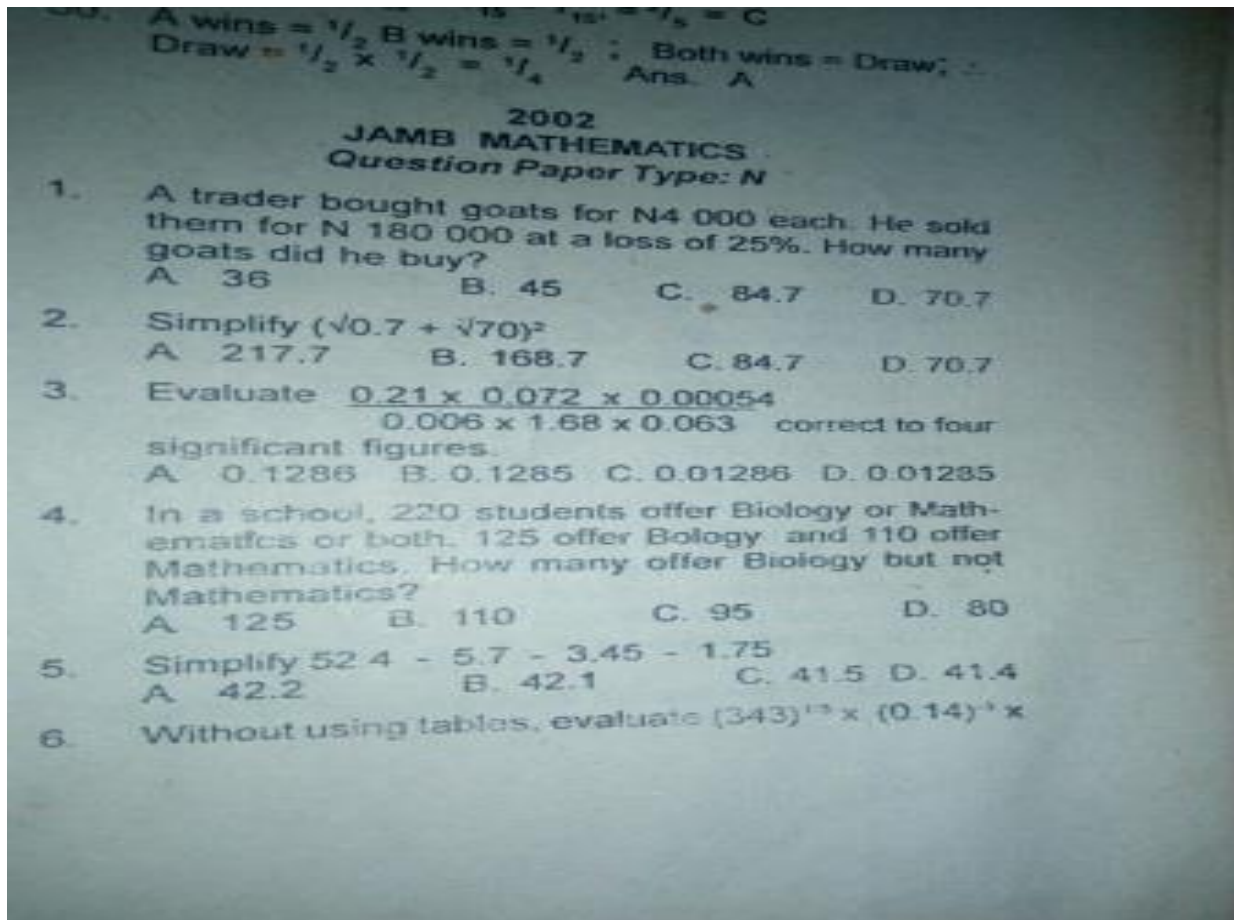 A wins = ¹/₂ B wins = ¹/₂ ; Both wins = Draw; ∴
Draw = ¹/₂ x ¹/₂ = ¹/₄ Ans. A
2002
JAMB MATHEMATICS
Question Paper Type: N
1. A trader bought goats for N4 000 each. He sold
them for N 180 000 at a loss of 25%. How many
goats did he buy?
A 36 B. 45 C. 84.7 D. 70.7
2. Simplify (√0.7 + √70)²
A 217.7 B. 168.7 C. 84.7 D. 70.7
3. Evaluate 0.21 x 0.072 x 0.00054
0.006 x 1.68 x 0.063 correct to four
significant figures.
A 0.1286 B. 0.1285 C. 0.01286 D. 0.01285
4. In a school, 220 students offer Biology or Math-
ematics or both. 125 offer Bology and 110 offer
Mathematics. How many offer Biology but not
Mathematics?
A 125 B. 110 C. 95 D. 80
5. Simplify 52.4 - 5.7 - 3.45 - 1.75
A 42.2 B. 42.1 C. 41.5 D. 41.4
6. Without using tables, evaluate (343) x (0.14) x